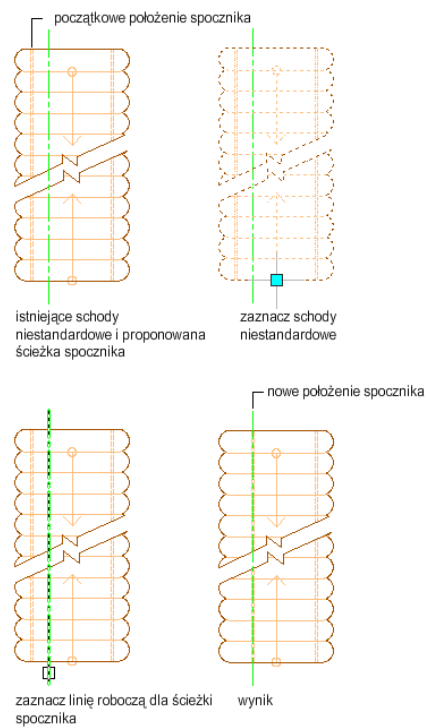 początkowe położenie spocznika
istniejące schody
niestandardowe i proponowana
ścieżka spocznika
zaznacz schody
niestandardowe
nowe położenie spocznika
zaznacz linię roboczą dla ścieżki
spocznika
wynik